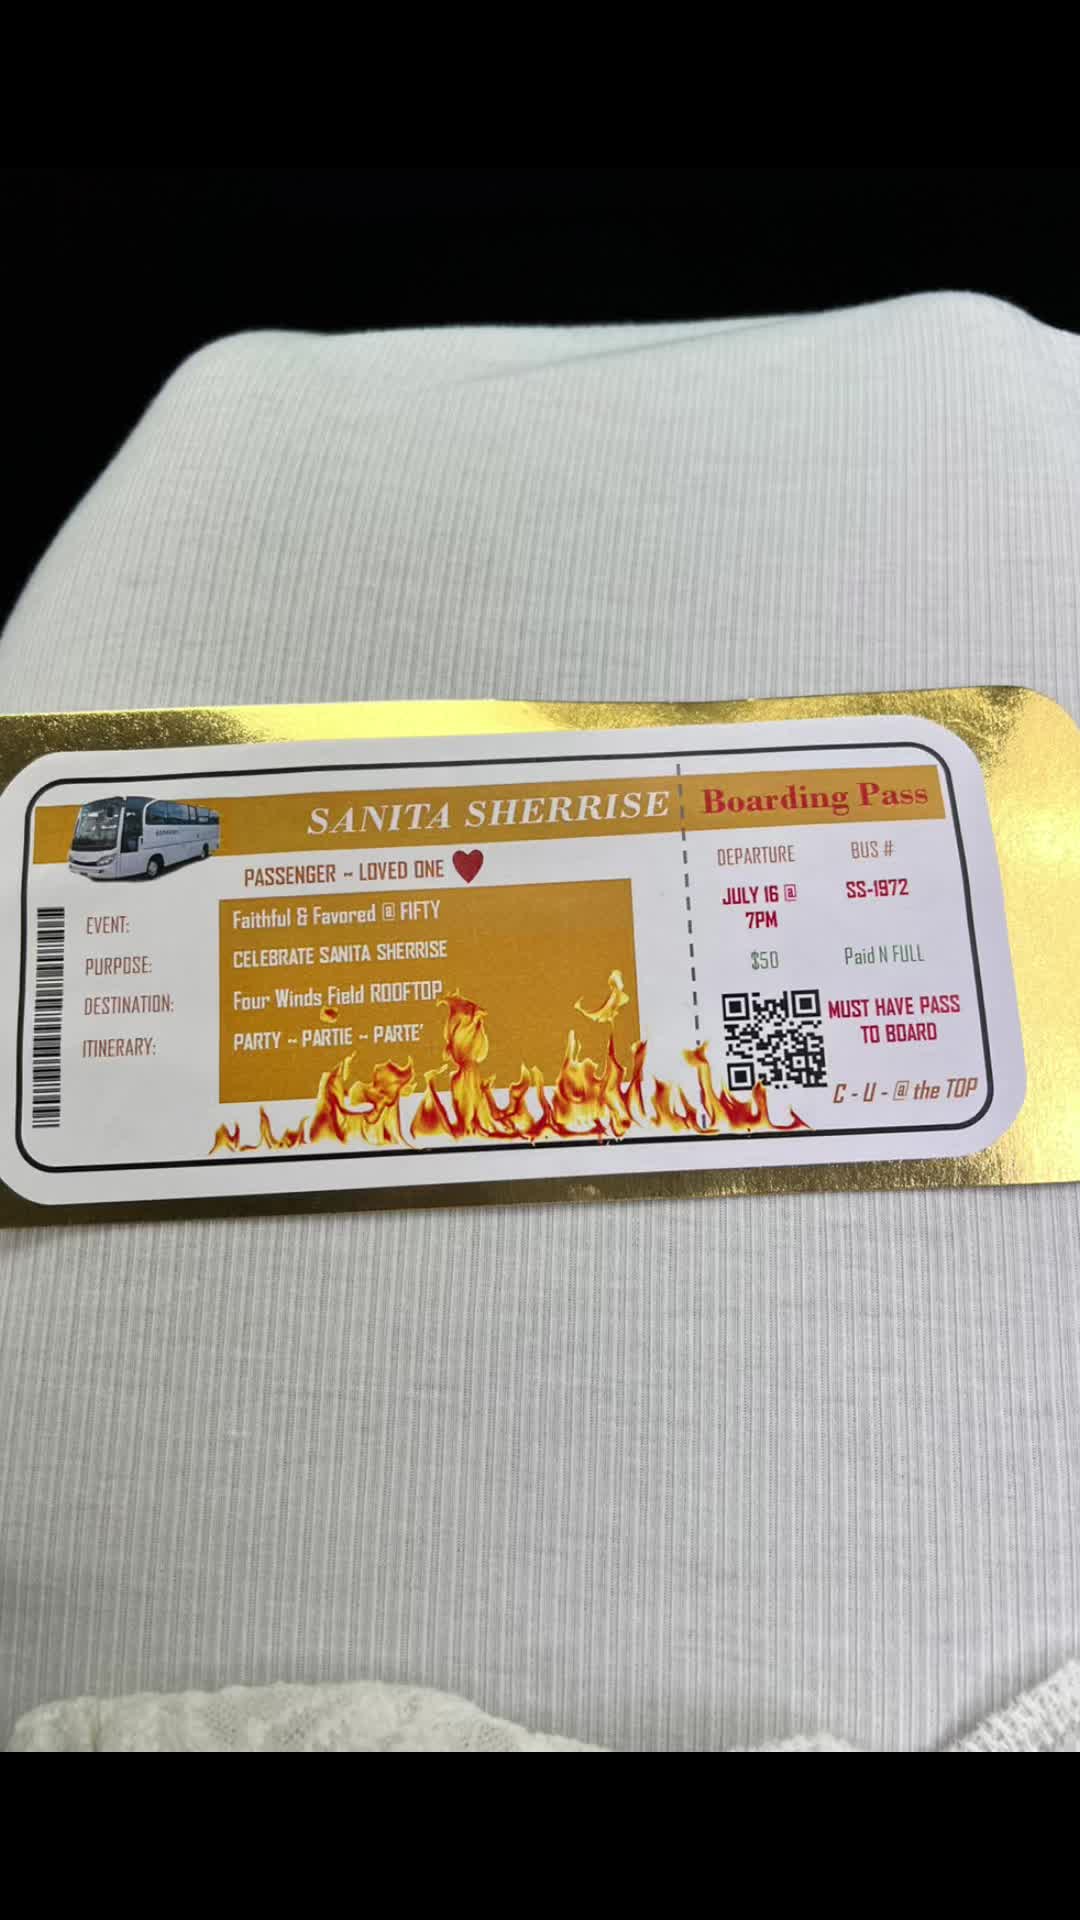 SANITA SHERRISE
Boarding Pass
PASSENGER ~ LOVED ONE
EVENT: Faithful & Favored @ FIFTY
PURPOSE: CELEBRATE SANITA SHERRISE
DESTINATION: Four Winds Field ROOFTOP
ITINERARY: PARTY ~ PARTIE ~ PARTE'
DEPARTURE BUS #
JULY 16 @ SS-1972
7PM
$50 Paid N FULL
MUST HAVE PASS
TO BOARD
C - U - @ the TOP